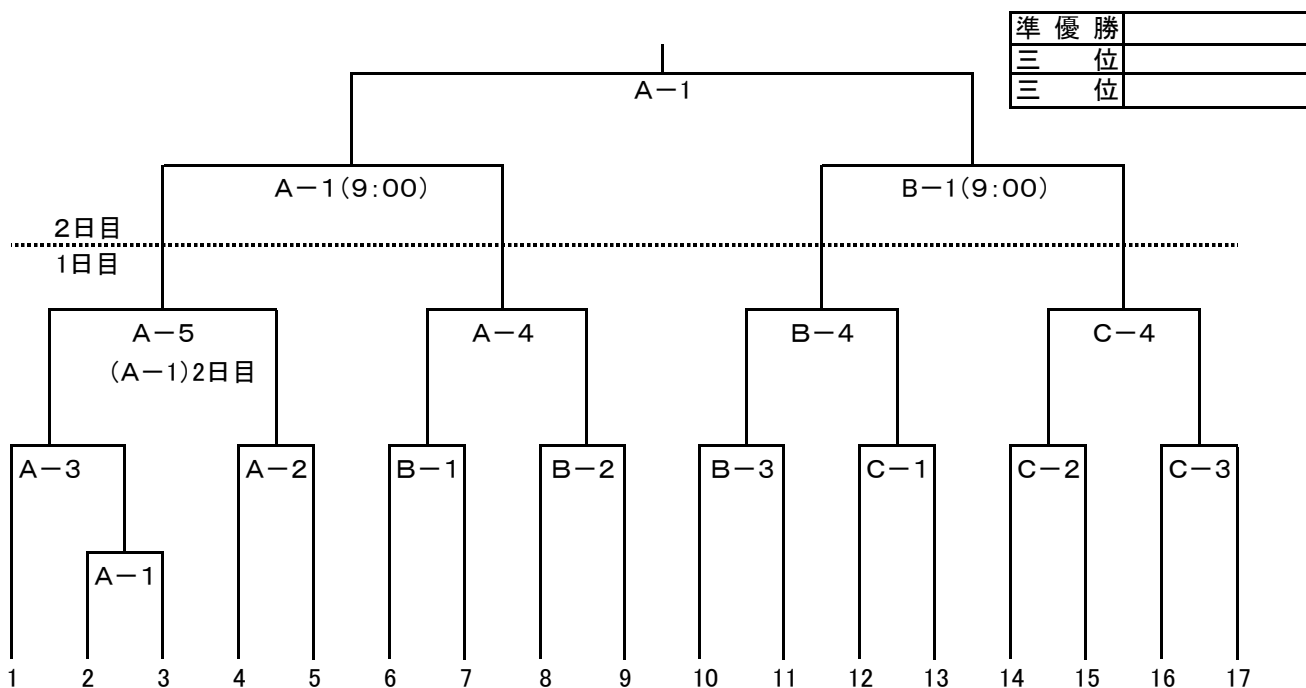 準 優 勝
三 位
三 位
A-1
A-1(9:00)
B-1(9:00)
2日目
1日目
A-5
A-4
B-4
C-4
(A-1)2日目
A-3
A-2
B-1
B-2
B-3
C-1
C-2
C-3
A-1
1 2 3 4 5 6 7 8 9 10 11 12 13 14 15 16 17